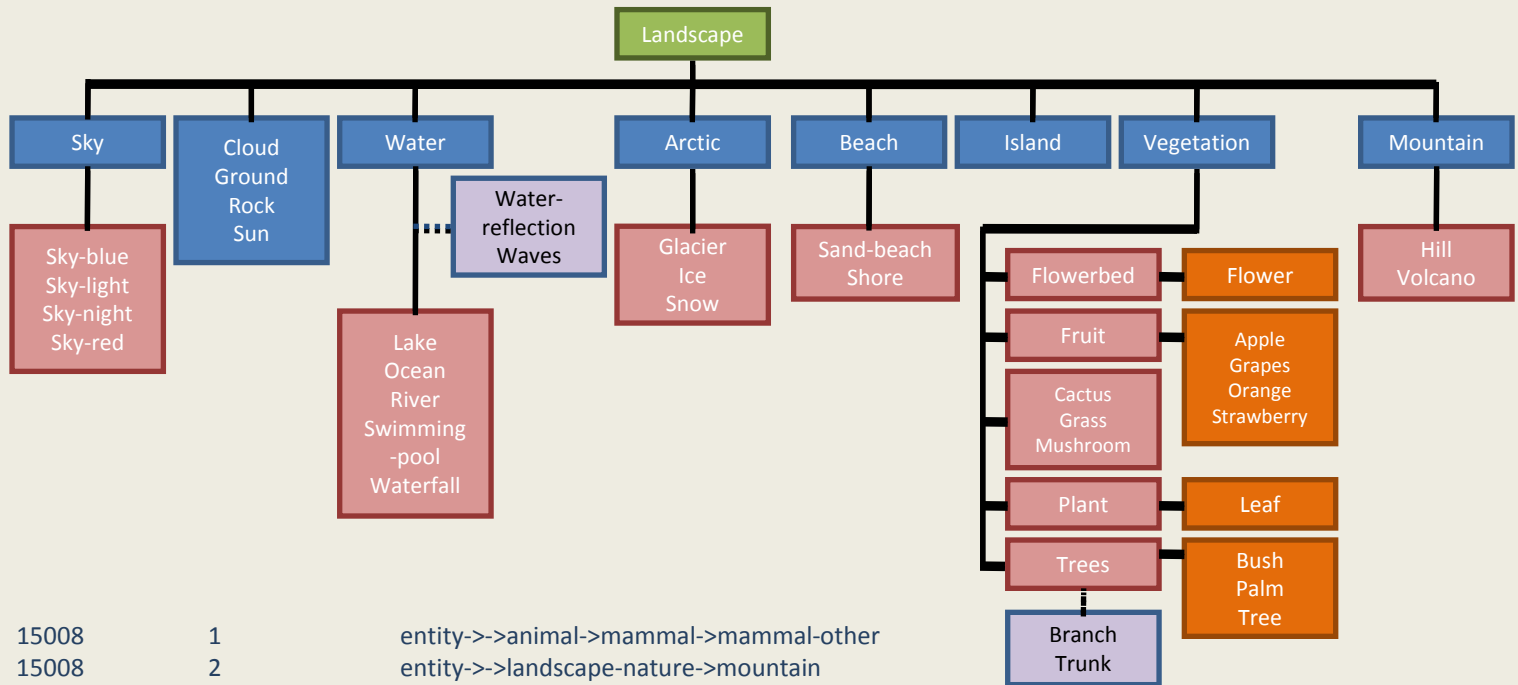 Landscape
Sky
Cloud
Ground
Rock
Sun
Water
Arctic
Beach
Island
Vegetation
Mountain
Sky-blue
Sky-light
Sky-night
Sky-red
Water-
reflection
Waves
Lake
Ocean
River
Swimming
-pool
Waterfall
Glacier
Ice
Snow
Sand-beach
Shore
Flowerbed
Flower
Fruit
Apple
Grapes
Orange
Strawberry
Cactus
Grass
Mushroom
Plant
Leaf
Trees
Bush
Palm
Tree
Branch
Trunk
Hill
Volcano
15008 1 entity->->animal->mammal->mammal-other
15008 2 entity->->landscape-nature->mountain